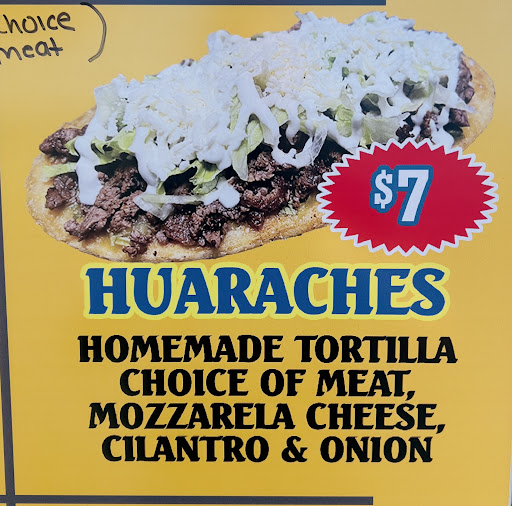 choice
meat
$7
HUARACHES
HOMEMADE TORTILLA
CHOICE OF MEAT,
MOZZARELA CHEESE,
CILANTRO & ONION